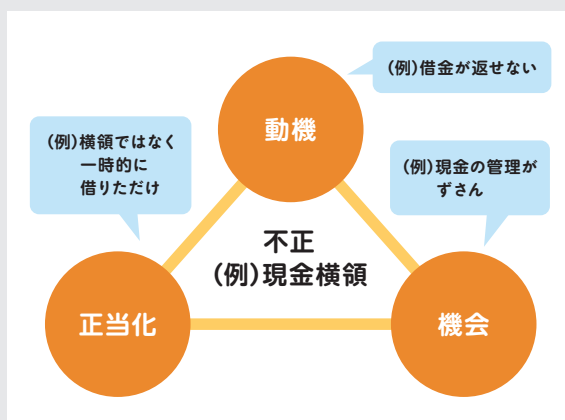 (例)借金が返せない
動機
(例)横領ではなく
一時的に
借りただけ
(例)現金の管理が
ずさん
不正
(例)現金横領
正当化
機会